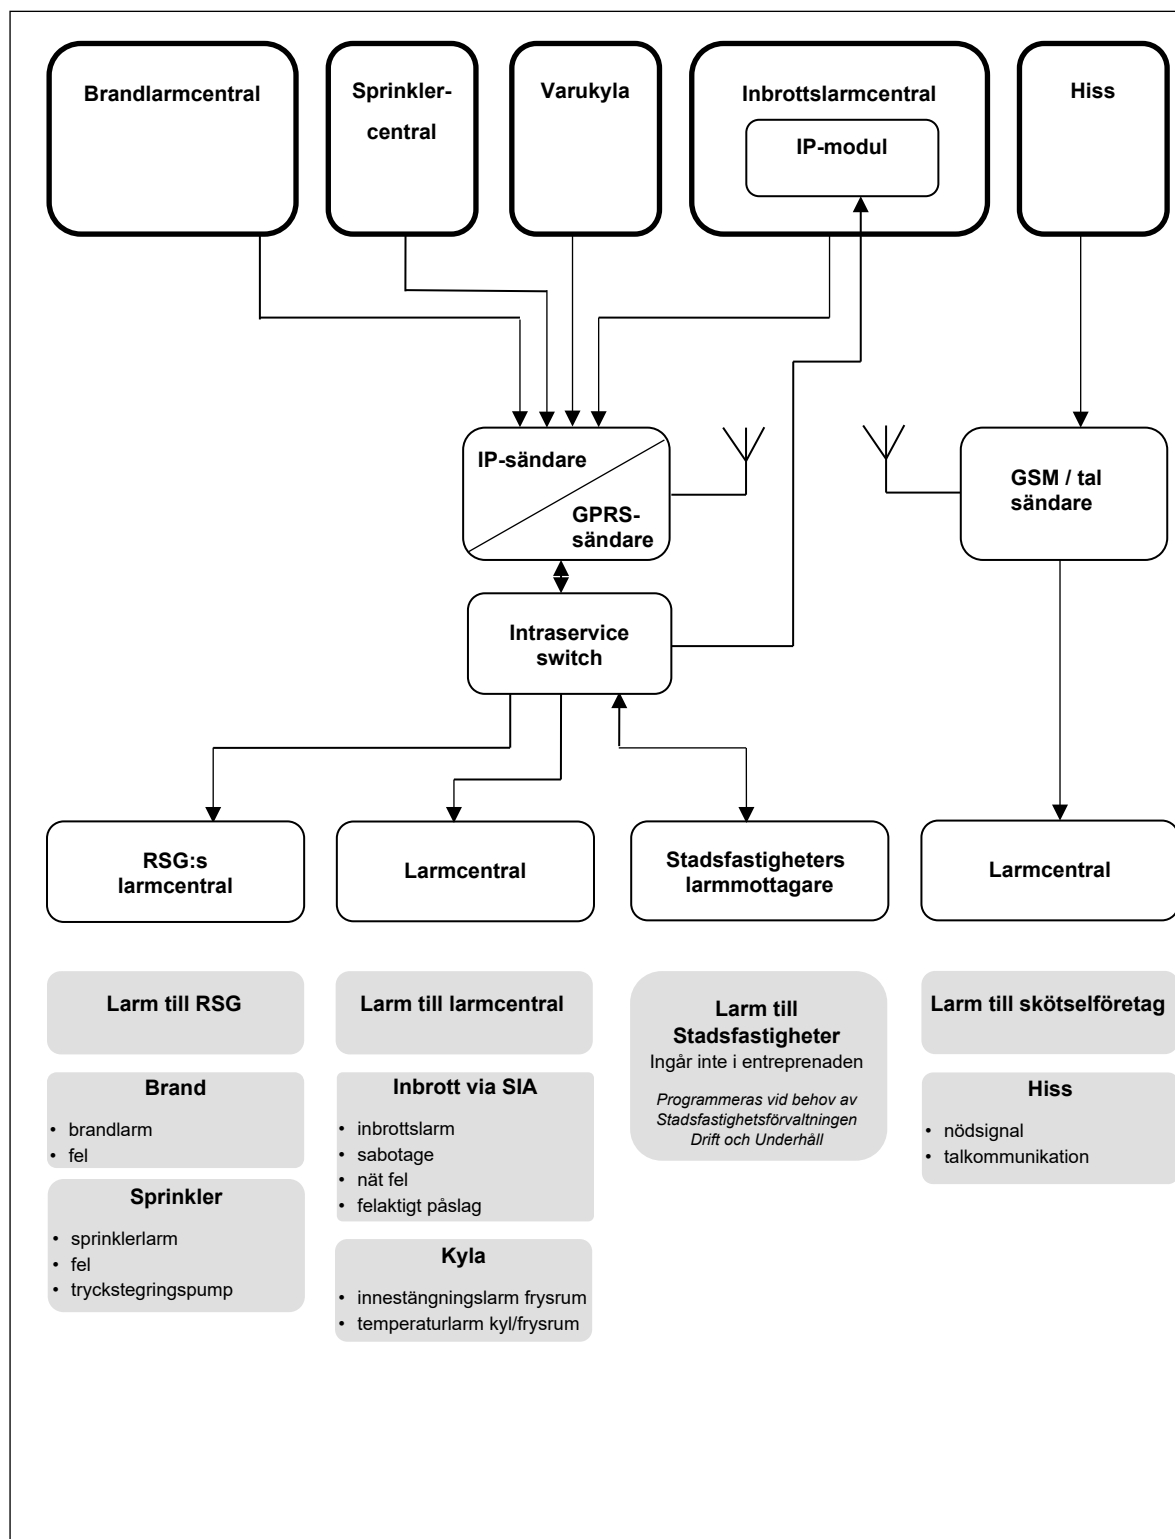 Brandlarmcentral
Sprinkler-
central
Varukyla
Inbrottslarmcentral
IP-modul
Hiss
IP-sändare
GPRS-
sändare
GSM / tal
sändare
Intraservice
switch
RSG:s
larmcentral
Larmcentral
Stadsfastigheters
larmmottagare
Larmcentral
Larm till RSG
Brand
• brandlarm
• fel
Sprinkler
• sprinklerlarm
• fel
• tryckstegringspump
Larm till larmcentral
Inbrott via SIA
• inbrottslarm
• sabotage
• nät fel
• felaktigt påslag
Kyla
• innestängningslarm frysrum
• temperaturlarm kyl/frysrum
Larm till
Stadsfastigheter
Ingår inte i entreprenaden
Programmeras vid behov av
Stadsfastighetsförvaltningen
Drift och Underhåll
Larm till skötselföretag
Hiss
• nödsignal
• talkommunikation